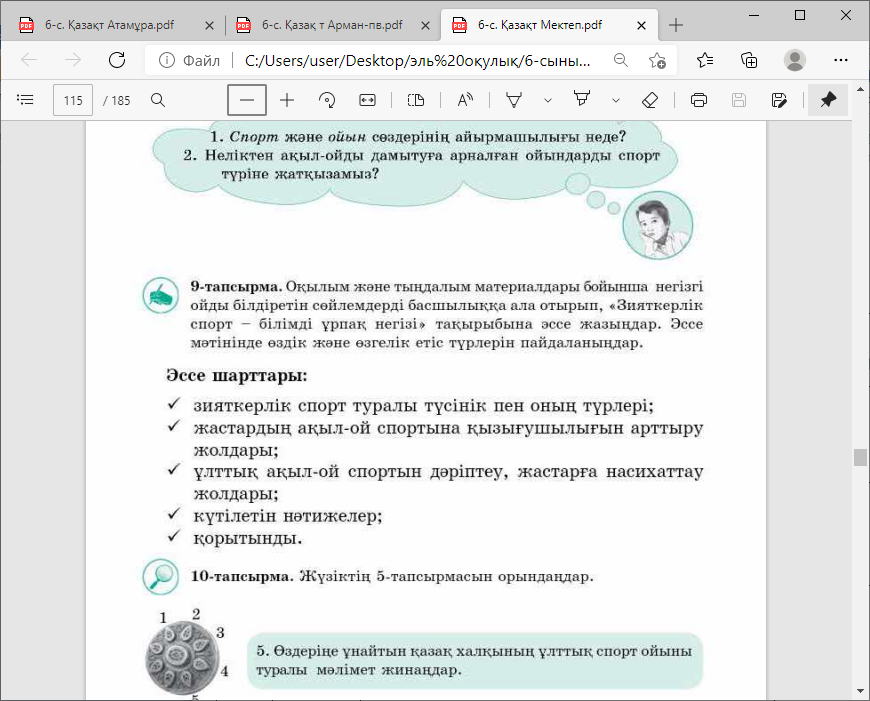 6-с. Қазақт Атамұра.pdf
6-с. Қазақ т Арман-пв.pdf
6-с. Қазақт Мектеп.pdf
Файл
C:/Users/user/Desktop/эль%20оқулық/6-сыны...
115 / 185
1. Спорт және ойын сөздерінің айырмашылығы неде?
2. Неліктен ақыл-ойды дамытуға арналған ойындарды спорт
түріне жатқызамыз?
9-тапсырма. Оқылым және тыңдалым материалдары бойынша негізгі
ойды білдіретін сөйлемдерді басшылыққа ала отырып, «Зияткерлік
спорт – білімді ұрпақ негізі» тақырыбына эссе жазыңдар. Эссе
мәтінінде өздік және өзгелік етіс түрлерін пайдаланыңдар.
Эссе шарттары:
✓ зияткерлік спорт туралы түсінік пен оның түрлері;
✓ жастардың ақыл-ой спортына қызығушылығын арттыру
жолдары;
✓ ұлттық ақыл-ой спортын дәріптеу, жастарға насихаттау
жолдары;
✓ күтілетін нәтижелер;
✓ қорытынды.
10-тапсырма. Жүзіктің 5-тапсырмасын орындаңдар.
1
2
3
4
5
5. Өздеріңе ұнайтын қазақ халқының ұлттық спорт ойыны
туралы мәлімет жинаңдар.